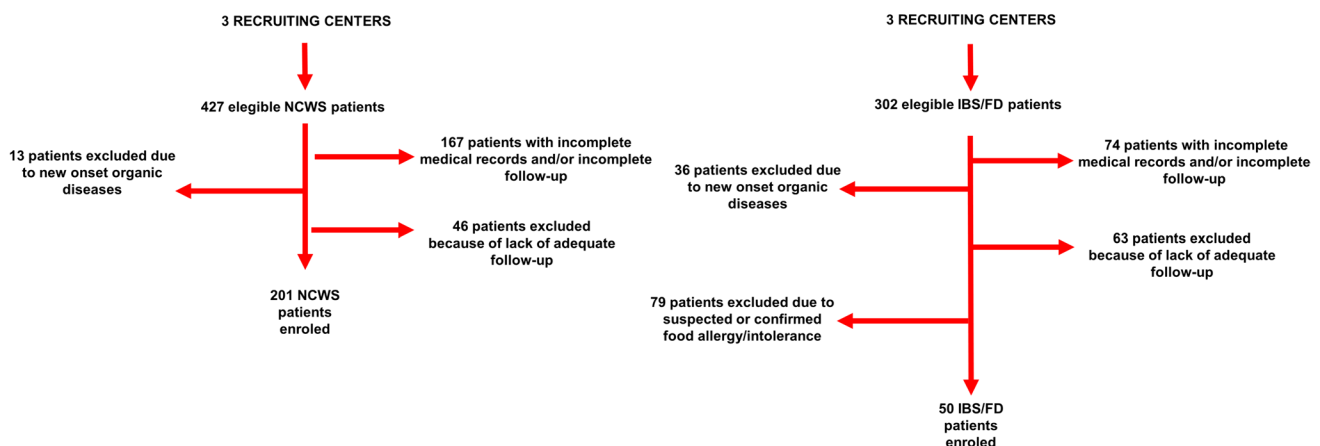 3 RECRUITING CENTERS
427 elegible NCWS patients
167 patients with incomplete
medical records and/or incomplete
follow-up
13 patients excluded due
to new onset organic
diseases
46 patients excluded
because of lack of adequate
follow-up
201 NCWS
patients
enroled
3 RECRUITING CENTERS
302 elegible IBS/FD patients
74 patients with incomplete
medical records and/or incomplete
follow-up
36 patients excluded due
to new onset organic
diseases
63 patients excluded
because of lack of adequate
follow-up
79 patients excluded due to
suspected or confirmed
food allergy/intolerance
50 IBS/FD
patients
enroled